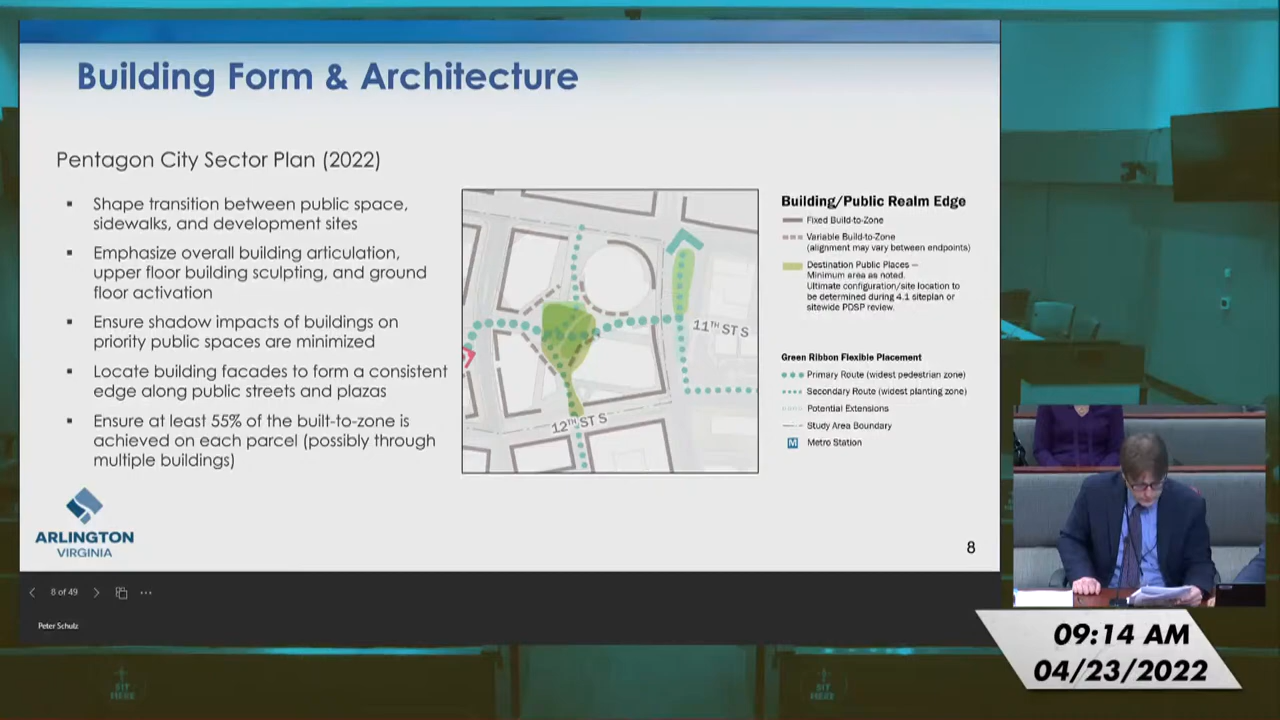 Building Form & Architecture
Pentagon City Sector Plan (2022)
Shape transition between public space,
sidewalks, and development sites
Emphasize overall building articulation,
upper floor building sculpting, and ground
floor activation
Ensure shadow impacts of buildings on
priority public spaces are minimized
Locate building facades to form a consistent
edge along public streets and plazas
Ensure at least 55% of the built-to-zone is
achieved on each parcel (possibly through
multiple buildings)
11TH ST S
12TH ST S
Building/Public Realm Edge
Fixed Build-to-Zone
Variable Build-to-Zone
(alignment may vary between endpoints)
Destination Public Places —
Minimum area as noted.
Ultimate configuration/site location to
be determined during 4.1 siteplan or
sitewide PDSP review.
Green Ribbon Flexible Placement
Primary Route (widest pedestrian zone)
Secondary Route (widest planting zone)
Potential Extensions
Study Area Boundary
M Metro Station
ARLINGTON
VIRGINIA
8
8 of 49
Peter Schulz
09:14 AM
04/23/2022
SIT
HERE
SIT
HERE